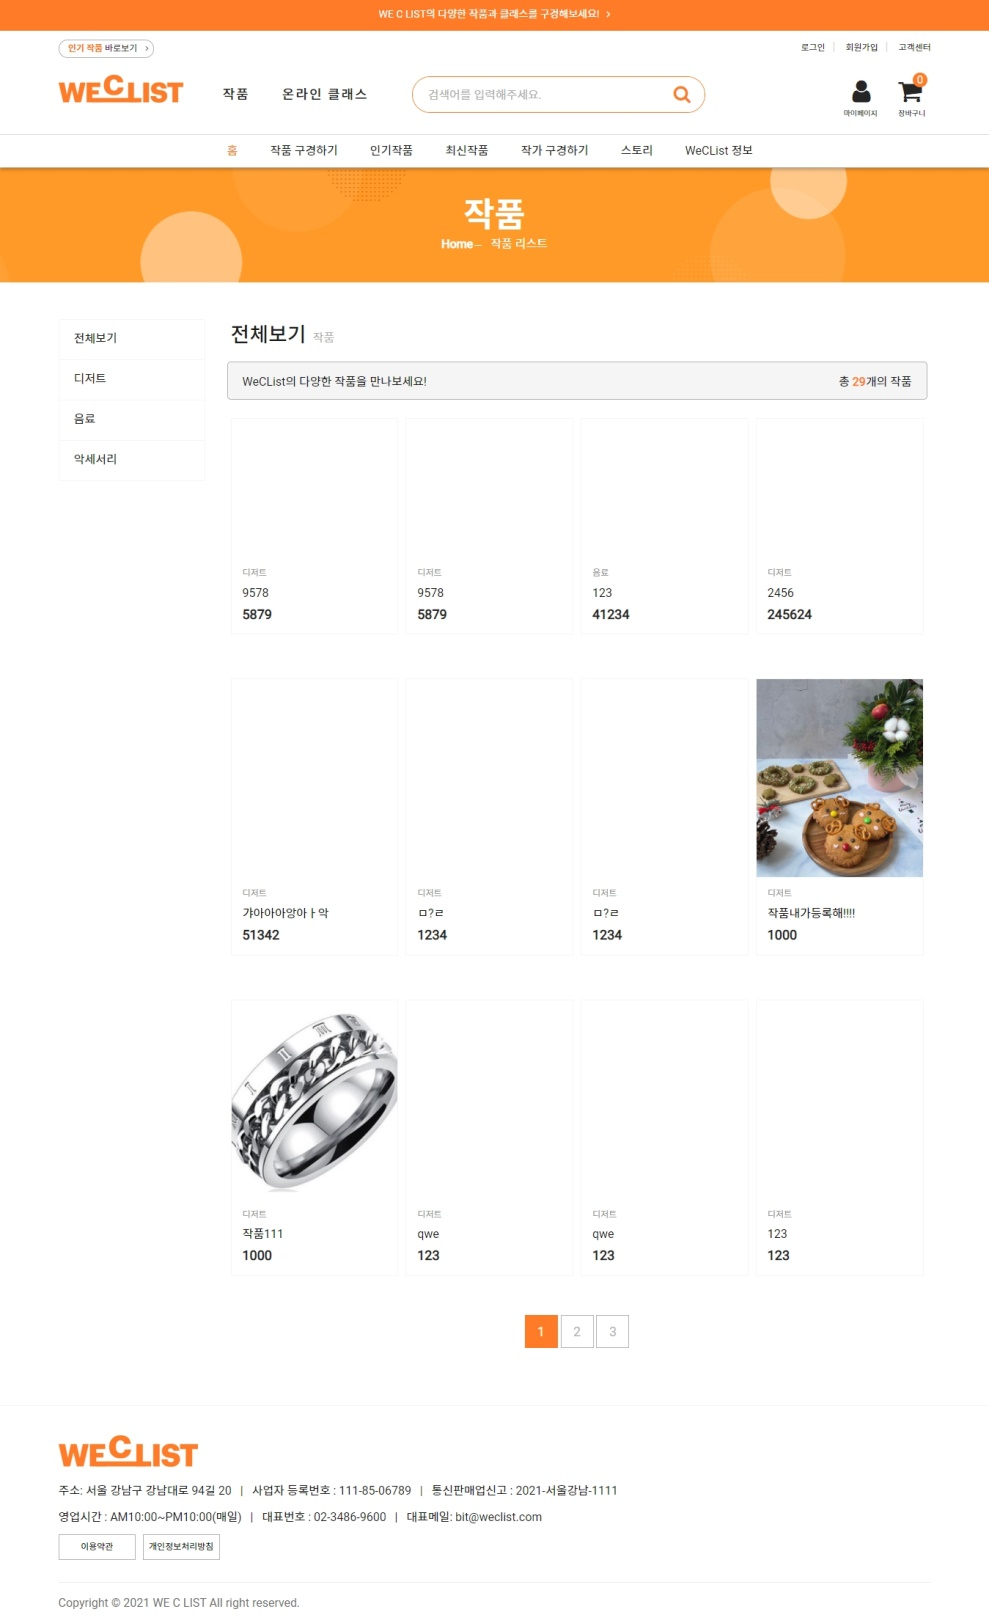 WE C LIST의 다양한 작품과 클래스를 구경해보세요! >
인기 작품 바로보기 >
로그인 | 회원가입 | 고객센터
WECLIST
작품 온라인 클래스
검색어를 입력해주세요.
0
마이페이지 장바구니
홈 작품 구경하기 인기작품 최신작품 작가 구경하기 스토리 WeCList 정보
작품
Home– 작품 리스트
전체보기
디저트
음료
악세서리
전체보기 작품
WeCList의 다양한 작품을 만나보세요! 총 29개의 작품
디저트 디저트 음료 디저트
9578 9578 123 2456
5879 5879 41234 245624
디저트 디저트 디저트 디저트
갸아아아앙아ㅏ악 ㅁ?ㄹ ㅁ?ㄹ 작품내가등록해!!!!
51342 1234 1234 1000
디저트 디저트 디저트 디저트
작품111 qwe qwe 123
1000 123 123 123
1 2 3
WECLIST
주소: 서울 강남구 강남대로 94길 20 | 사업자 등록번호 : 111-85-06789 | 통신판매업신고 : 2021-서울강남-1111
영업시간 : AM10:00~PM10:00(매일) | 대표번호 : 02-3486-9600 | 대표메일: bit@weclist.com
이용약관 개인정보처리방침
Copyright © 2021 WE C LIST All right reserved.